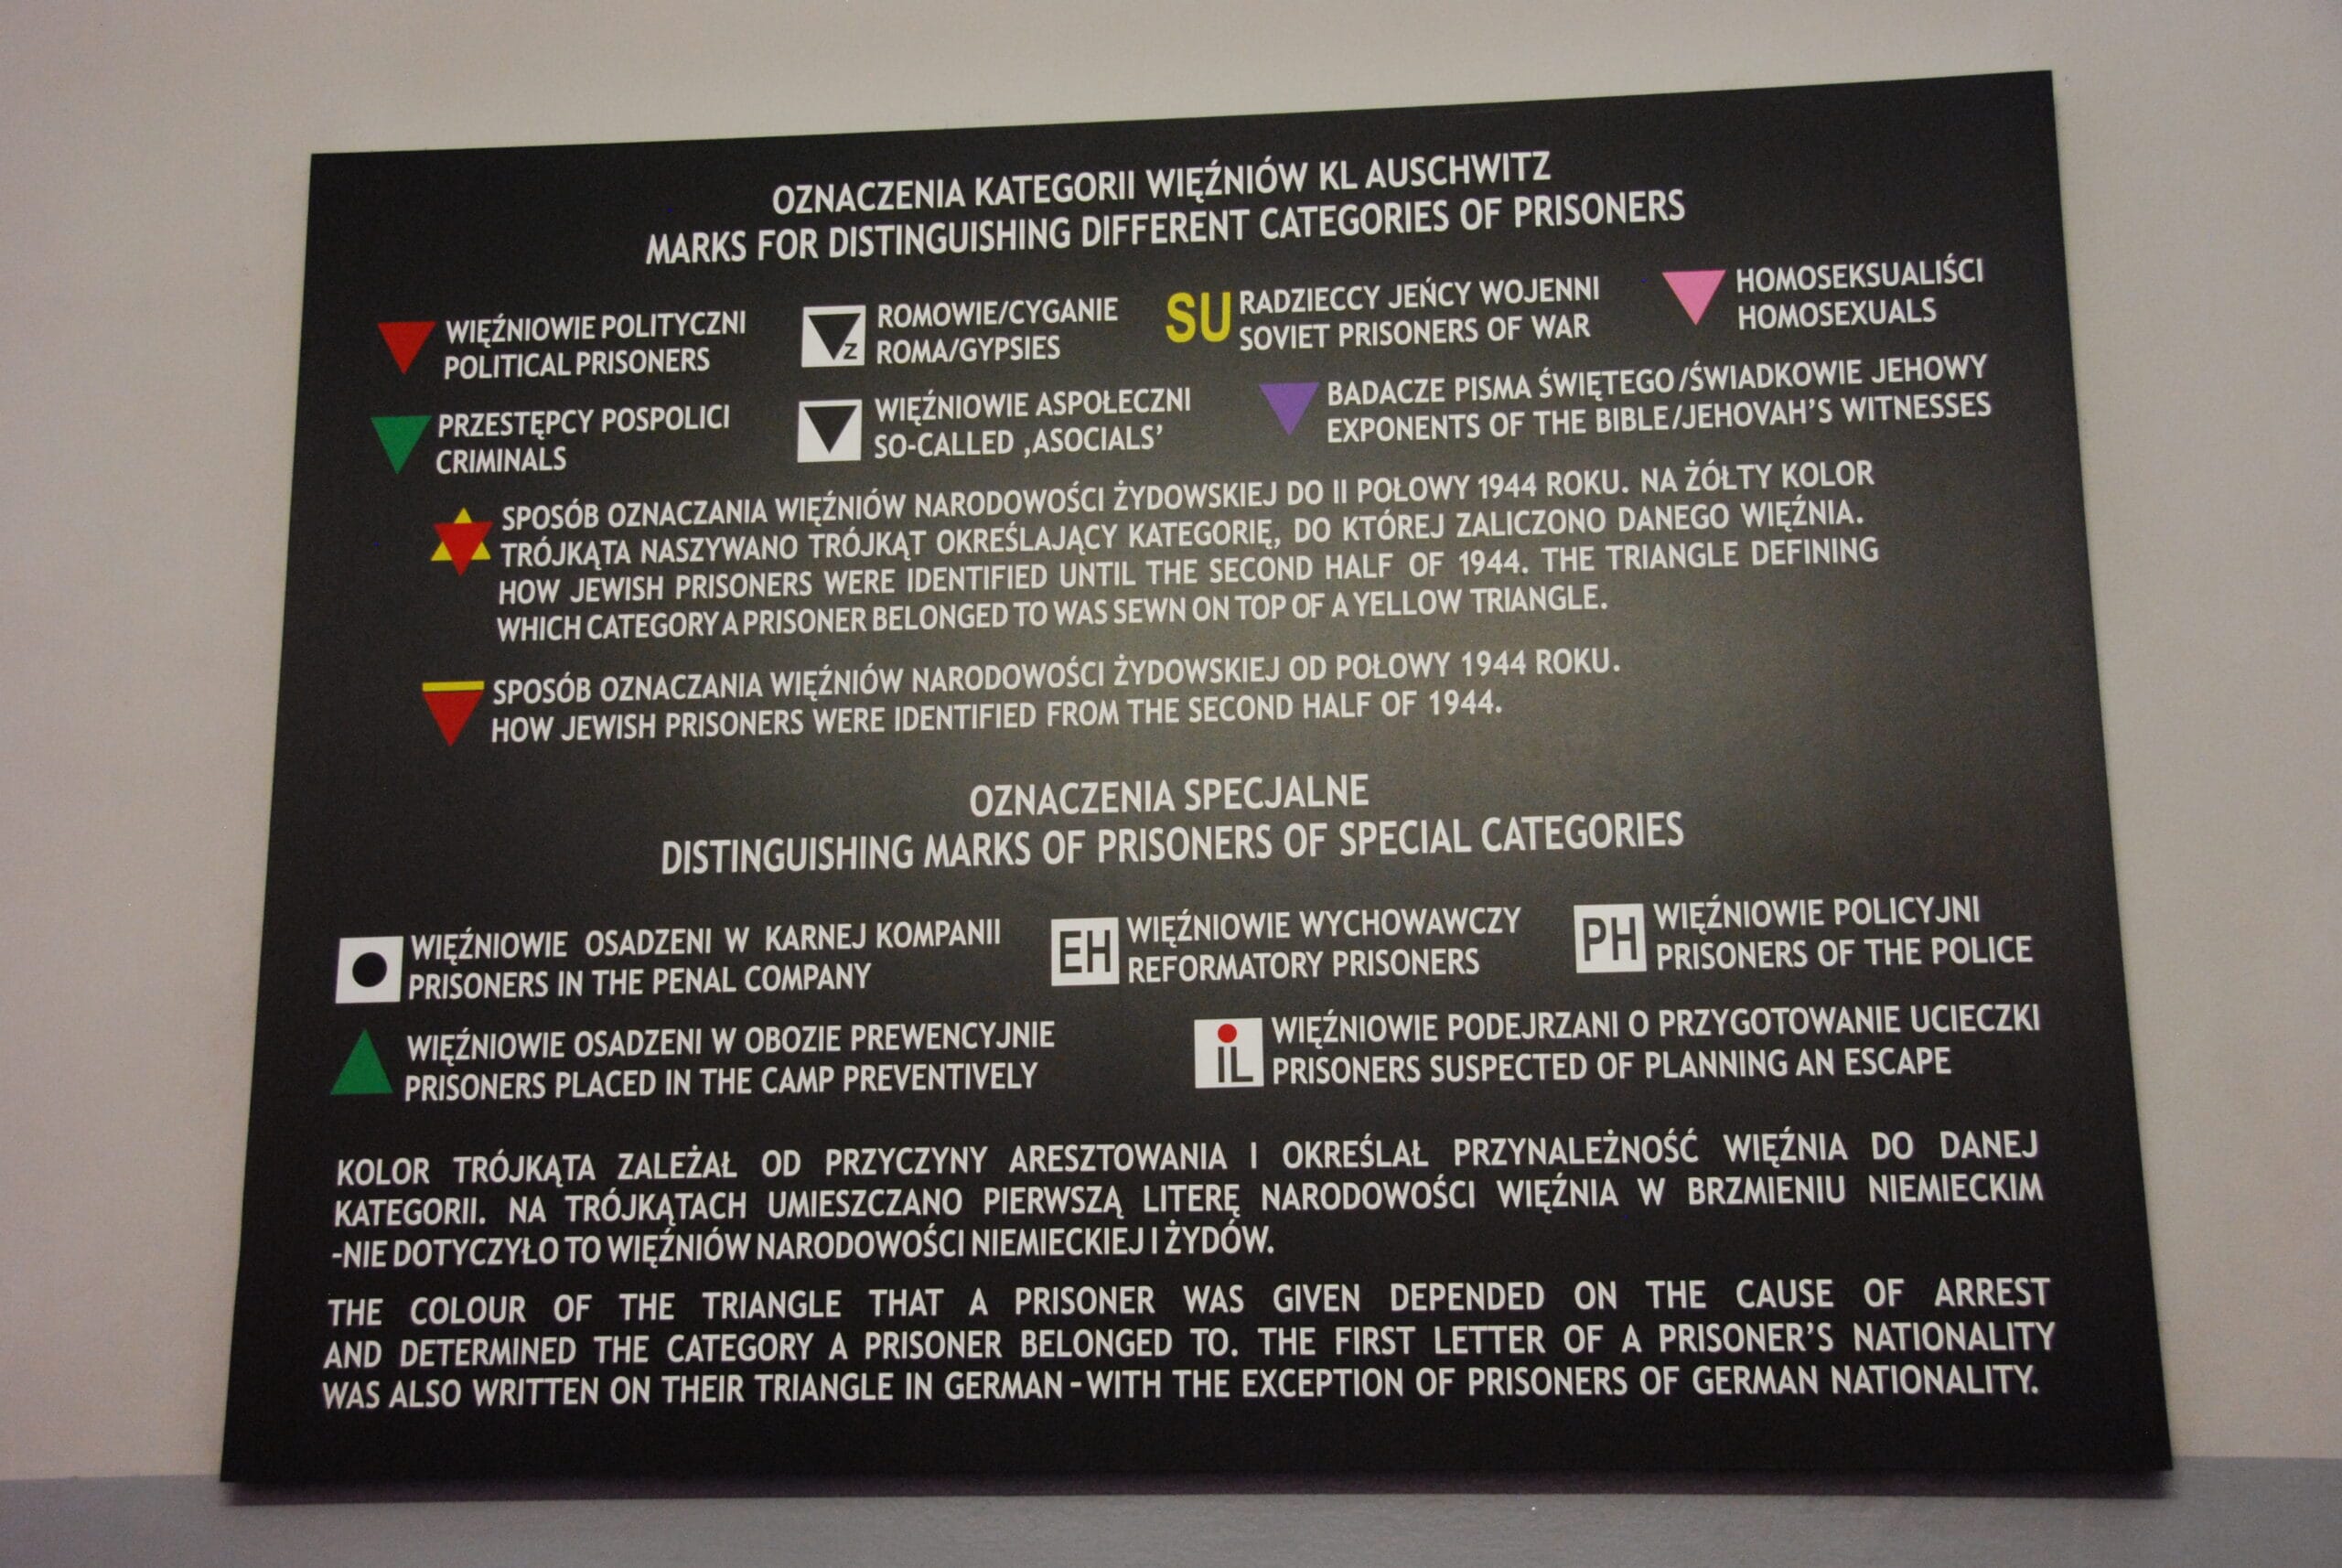 OZNACZENIA KATEGORII WIĘŹNIÓW KL AUSCHWITZ
MARKS FOR DISTINGUISHING DIFFERENT CATEGORIES OF PRISONERS
WIĘŹNIOWIE POLITYCZNI
POLITICAL PRISONERS
Z
ROMOWIE/CYGANIE
ROMA/GYPSIES
SU
RADZIECCY JEŃCY WOJENNI
SOVIET PRISONERS OF WAR
HOMOSEKSUALIŚCI
HOMOSEXUALS
PRZESTĘPCY POSPOLICI
CRIMINALS
WIĘŹNIOWIE ASPOŁECZNI
SO-CALLED ‚ASOCIALS’
BADACZE PISMA ŚWIĘTEGO/ŚWIADKOWIE JEHOWY
EXPONENTS OF THE BIBLE/JEHOVAH'S WITNESSES
SPOSÓB OZNACZANIA WIĘŹNIÓW NARODOWOŚCI ŻYDOWSKIEJ DO II POŁOWY 1944 ROKU. NA ŻÓŁTY KOLOR
TRÓJKĄTA NASZYWANO TRÓJKĄT OKREŚLAJĄCY KATEGORIĘ, DO KTÓREJ ZALICZONO DANEGO WIĘŹNIA.
HOW JEWISH PRISONERS WERE IDENTIFIED UNTIL THE SECOND HALF OF 1944. THE TRIANGLE DEFINING
WHICH CATEGORY A PRISONER BELONGED TO WAS SEWN ON TOP OF A YELLOW TRIANGLE.
SPOSÓB OZNACZANIA WIĘŹNIÓW NARODOWOŚCI ŻYDOWSKIEJ OD POŁOWY 1944 ROKU.
HOW JEWISH PRISONERS WERE IDENTIFIED FROM THE SECOND HALF OF 1944.
OZNACZENIA SPECJALNE
DISTINGUISHING MARKS OF PRISONERS OF SPECIAL CATEGORIES
WIĘŹNIOWIE OSADZENI W KARNEJ KOMPANII
PRISONERS IN THE PENAL COMPANY
EH
WIĘŹNIOWIE WYCHOWAWCZY
REFORMATORY PRISONERS
PH
WIĘŹNIOWIE POLICYJNI
PRISONERS OF THE POLICE
WIĘŹNIOWIE OSADZENI W OBOZIE PREWENCYJNIE
PRISONERS PLACED IN THE CAMP PREVENTIVELY
iL
WIĘŹNIOWIE PODEJRZANI O PRZYGOTOWANIE UCIECZKI
PRISONERS SUSPECTED OF PLANNING AN ESCAPE
KOLOR TRÓJKĄTA ZALEŻAŁ OD PRZYCZYNY ARESZTOWANIA I OKREŚLAŁ PRZYNALEŻNOŚĆ WIĘŹNIA DO DANEJ
KATEGORII. NA TRÓJKĄTACH UMIESZCZANO PIERWSZĄ LITERĘ NARODOWOŚCI WIĘŹNIA W BRZMIENIU NIEMIECKIM
-NIE DOTYCZYŁO TO WIĘŹNIÓW NARODOWOŚCI NIEMIECKIEJ I ŻYDÓW.
THE COLOUR OF THE TRIANGLE THAT A PRISONER WAS GIVEN DEPENDED ON THE CAUSE OF ARREST
AND DETERMINED THE CATEGORY A PRISONER BELONGED TO. THE FIRST LETTER OF A PRISONER'S NATIONALITY
WAS ALSO WRITTEN ON THEIR TRIANGLE IN GERMAN -WITH THE EXCEPTION OF PRISONERS OF GERMAN NATIONALITY.